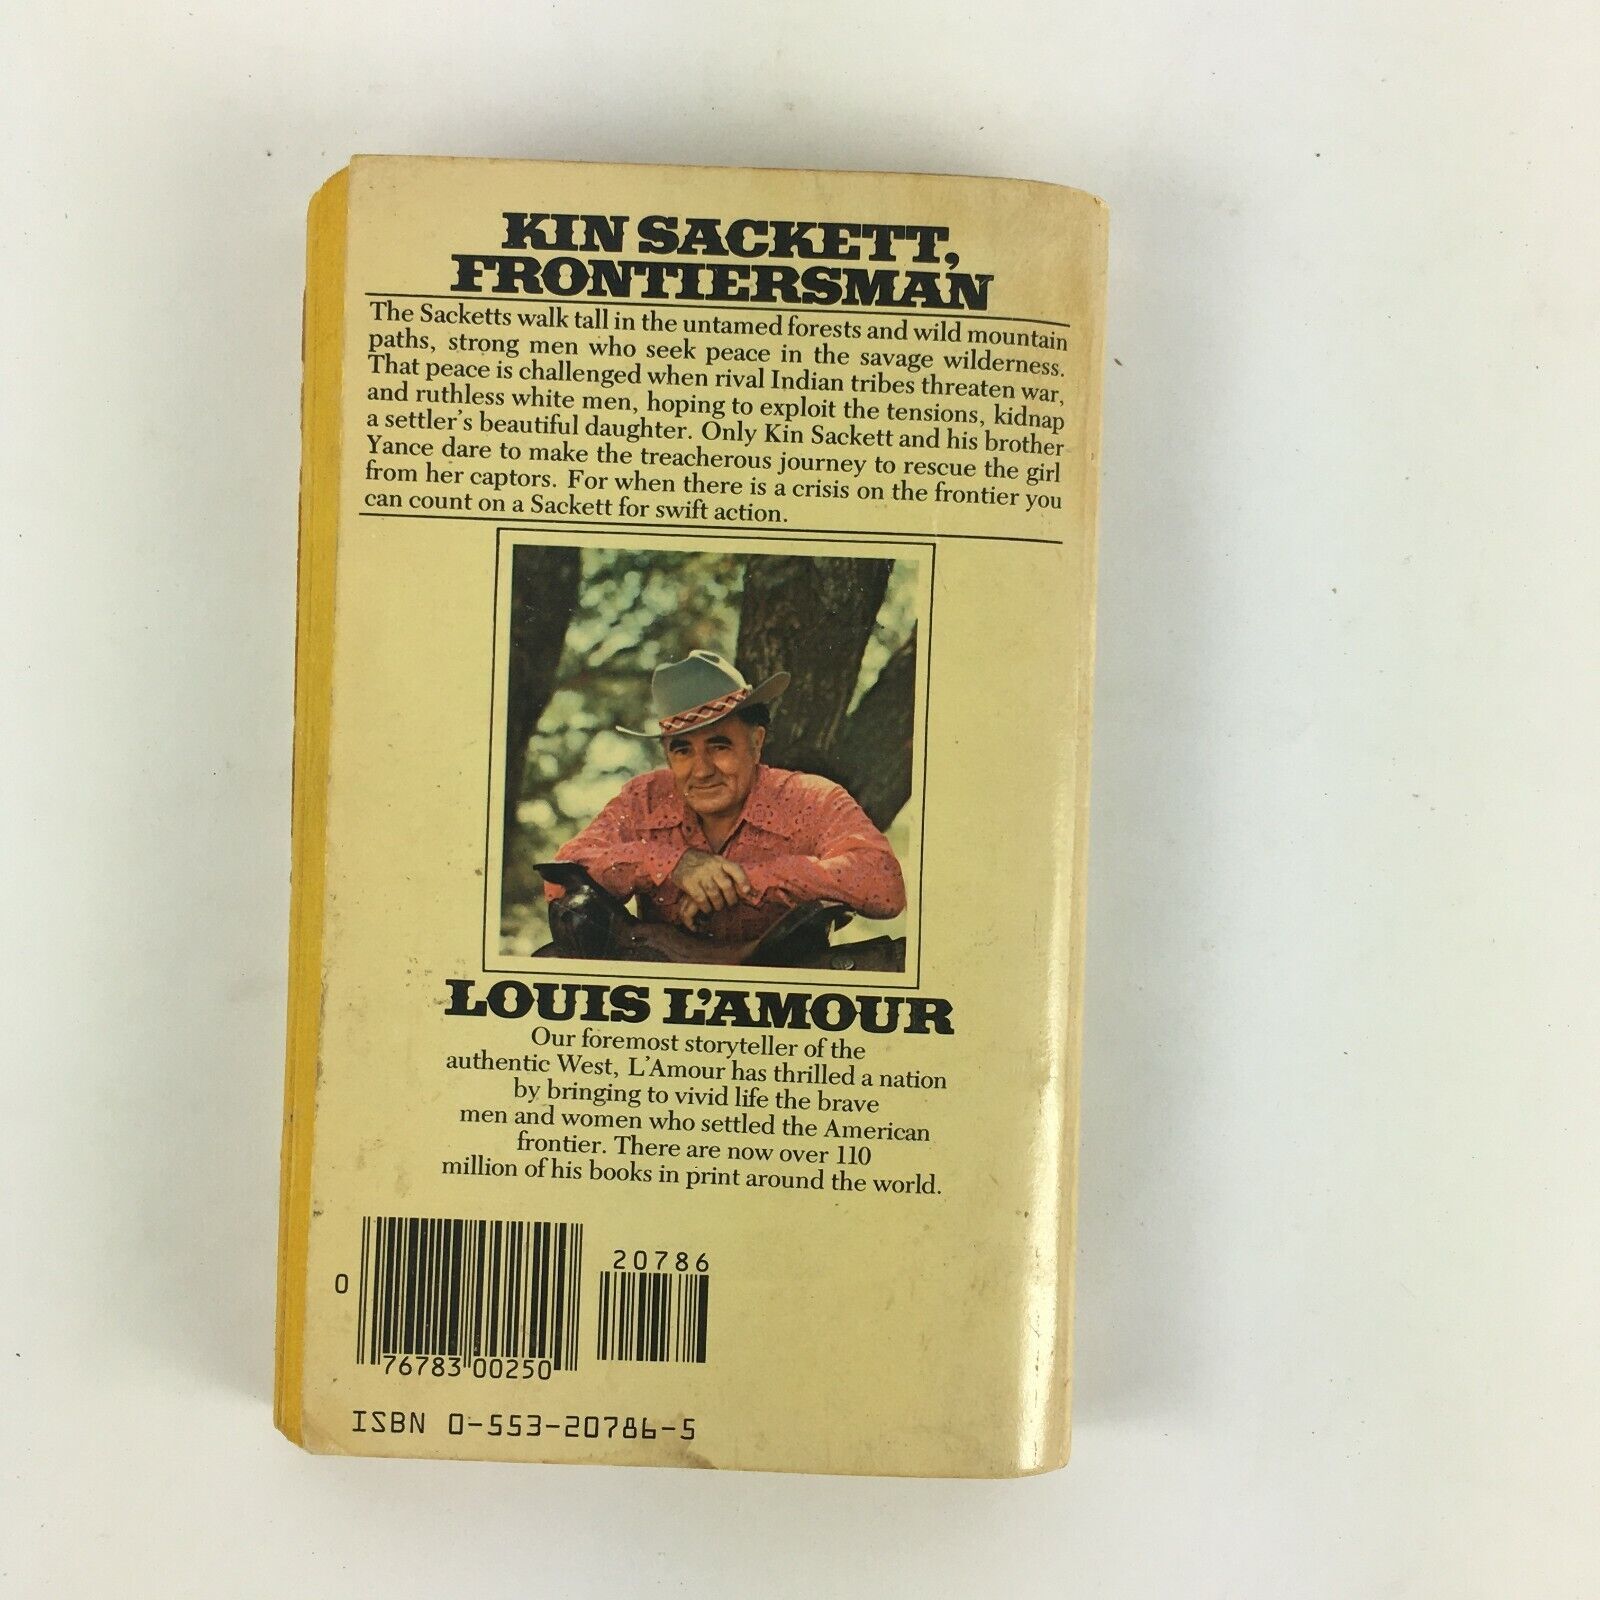 KIN SACKETT,
FRONTIERSMAN
The Sacketts walk tall in the untamed forests and wild mountain
paths, strong men who seek peace in the savage wilderness.
That peace is challenged when rival Indian tribes threaten war,
and ruthless white men, hoping to exploit the tensions, kidnap
a settler's beautiful daughter. Only Kin Sackett and his brother
Yance dare to make the treacherous journey to rescue the girl
from her captors. For when there is a crisis on the frontier you
can count on a Sackett for swift action.
LOUIS L'AMOUR
Our foremost storyteller of the
authentic West, L'Amour has thrilled a nation
by bringing to vivid life the brave
men and women who settled the American
frontier. There are now over 110
million of his books in print around the world.
20786
0
76783 00250
ISBN 0-553-20786-5